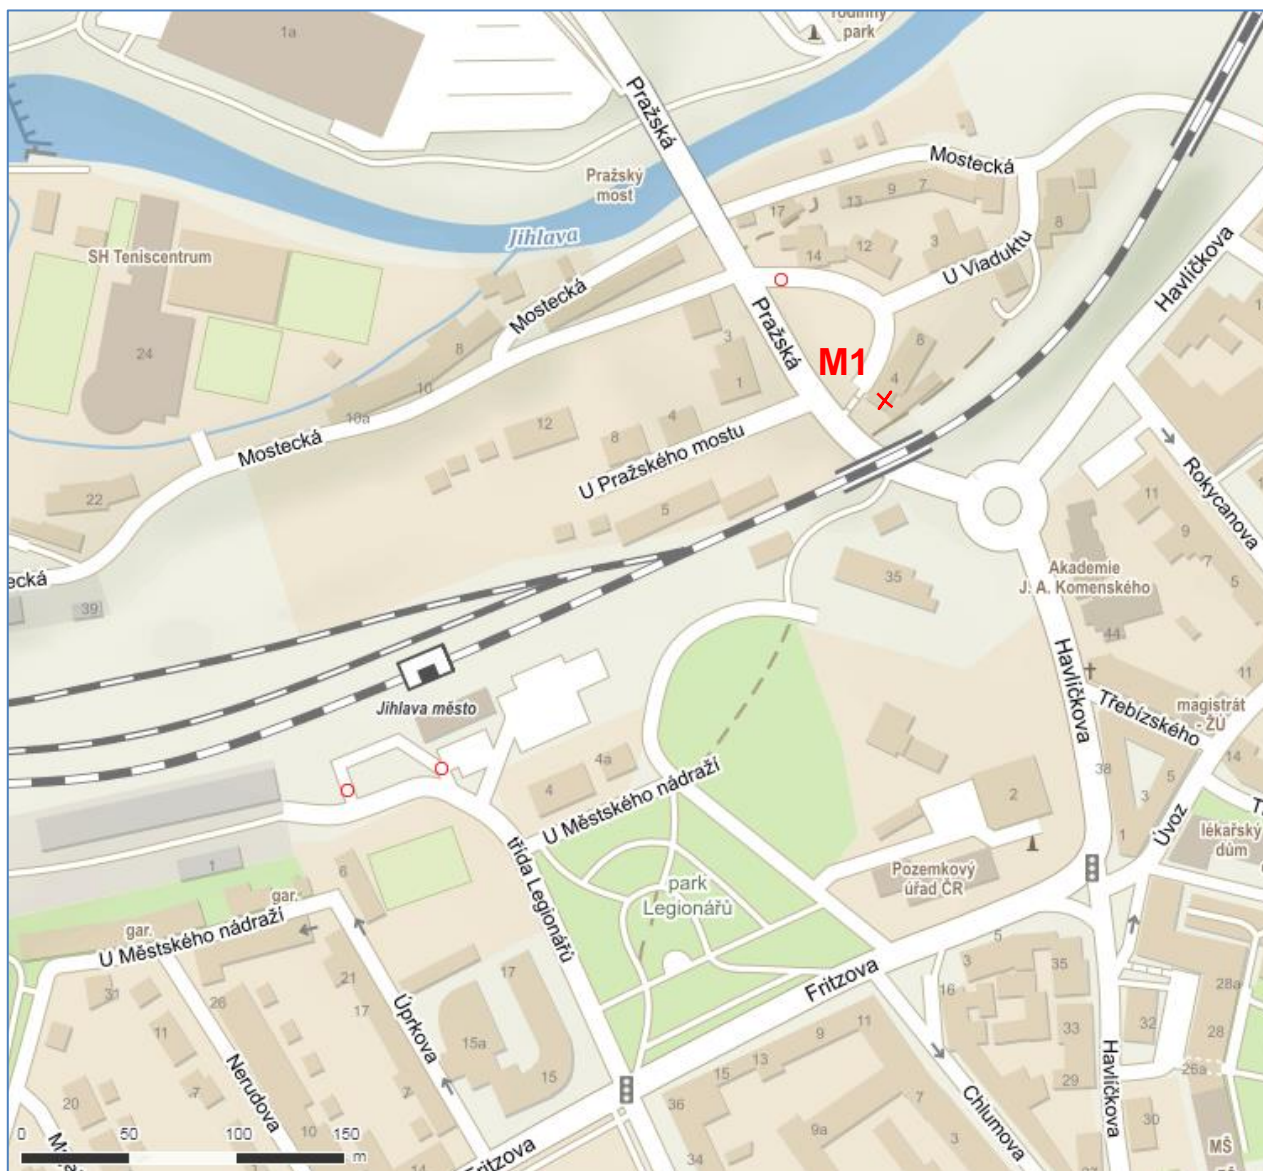 rodinný
park
1a
Pražská
Mostecká
Pražský
most
9
7
13
17
8
Jihlava
SH Teniscentrum
14
12
3
U Viaduktu
Havlíčkova
Mostecká
Pražská
24
8
3
8
M1
10
1
4
10a
12
4
8
Mostecká
U Pražského mostu
Rokycanova
22
5
11
9
7
5
ecká
39
35
Akademie
J. A. Komenského
44
Havlíčkova
11
Jihlava město
Třebízského
magistrát
- ŽÚ
14
4a
4
38
5
3
2
1
U Městského nádraží
Úvoz
lékařský
dům
třída Legionářů
1
6
Pozemkový
úřad ČR
park
Legionářů
gar.
gar.
U Městského nádraží
5
3
35
17
21
Fritzova
16
28a
31
26
17
Úprkova
11
15a
9
11
33
32
28
Nerudova
13
15
15
Havlíčkova
26a
7
7
29
20
36
7
Chlumova
30
10
9a
3
MŠ
0
50
100
150
m
14
Fritzova
34